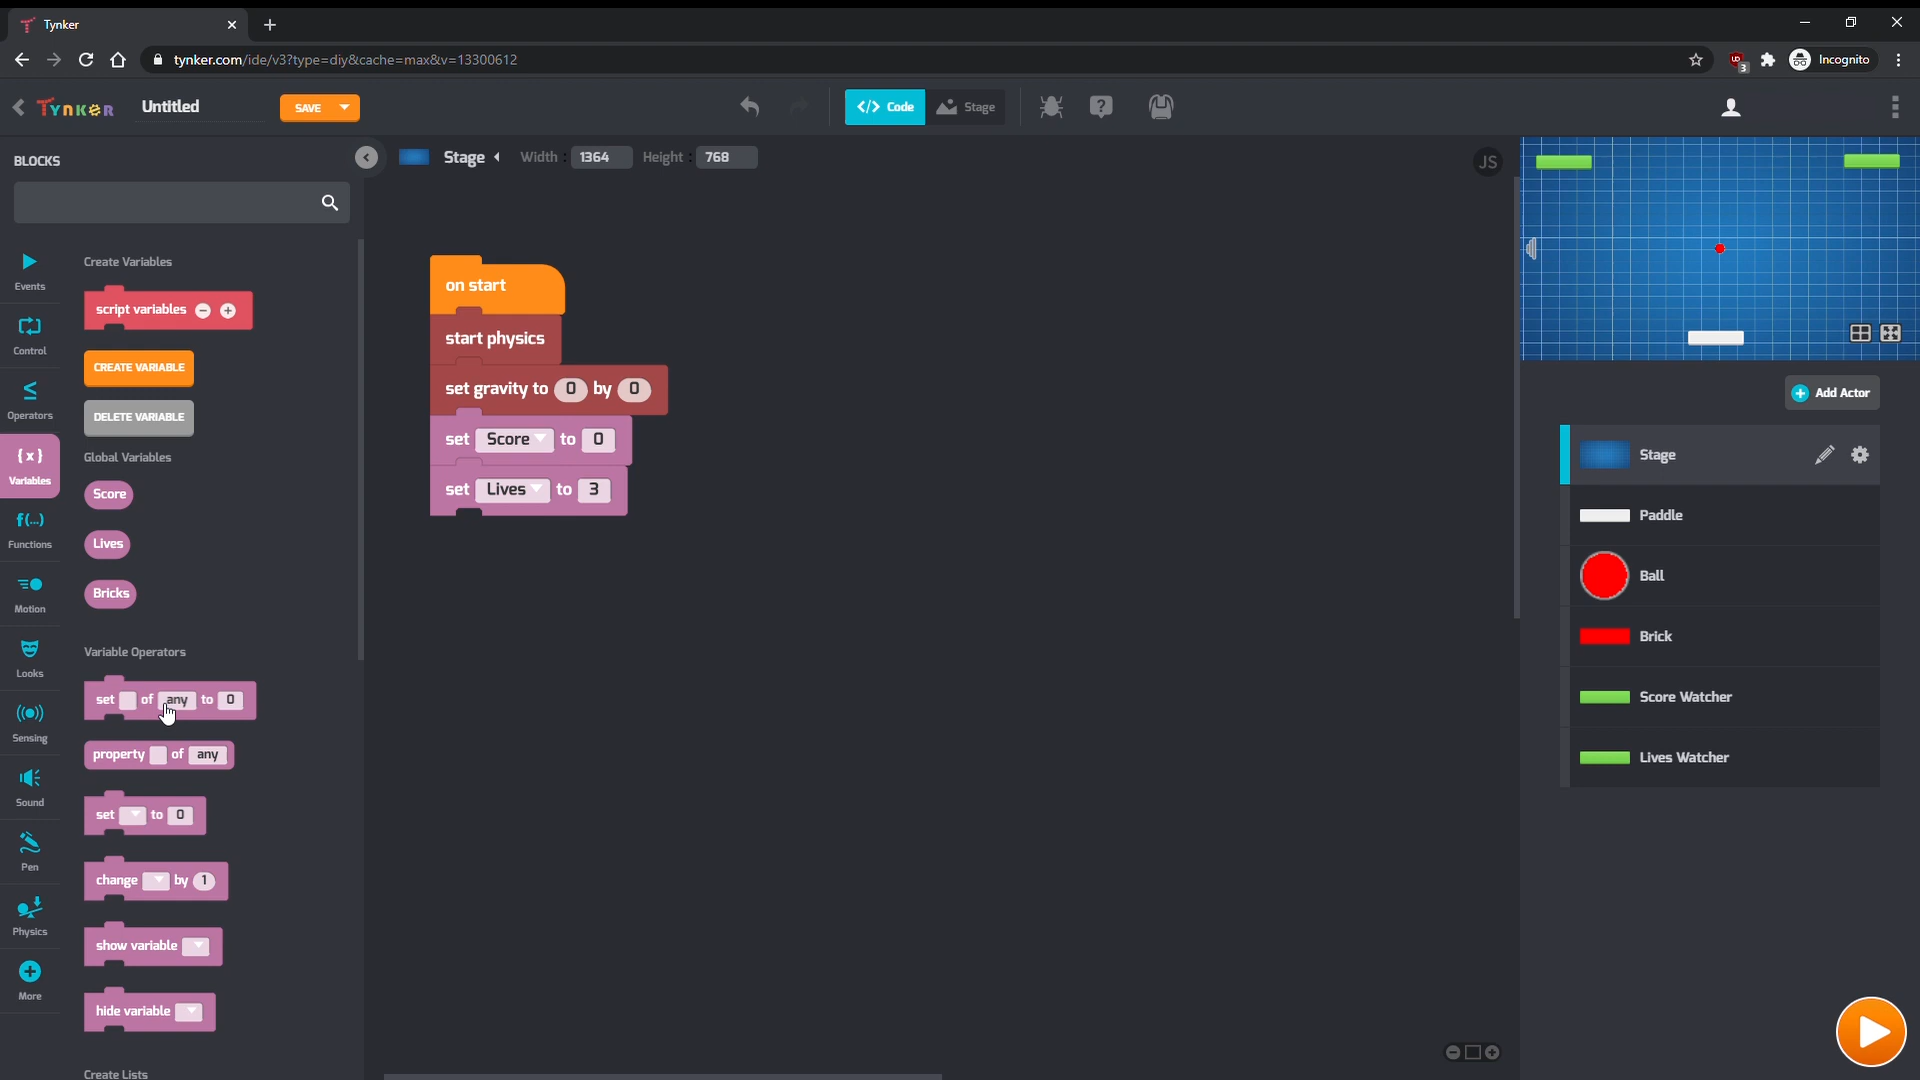 Tynker
tynker.com/ide/v3?type=diy&cache=max&v=13300612
3
Incognito
TYNKER
Untitled
SAVE
</> Code
Stage
BLOCKS
Stage
Width :
1364
Height :
768
JS
Events
Control
Operators
{x}
Variables
f(...)
Functions
Motion
Looks
Sensing
Sound
Pen
Physics
More
Create Variables
script variables
CREATE VARIABLE
DELETE VARIABLE
Global Variables
Score
Lives
Bricks
Variable Operators
set of any to 0
property of any
set to 0
change by 1
show variable
hide variable
Create Lists
on start
start physics
set gravity to 0 by 0
set Score to 0
set Lives to 3
Add Actor
Stage
Paddle
Ball
Brick
Score Watcher
Lives Watcher